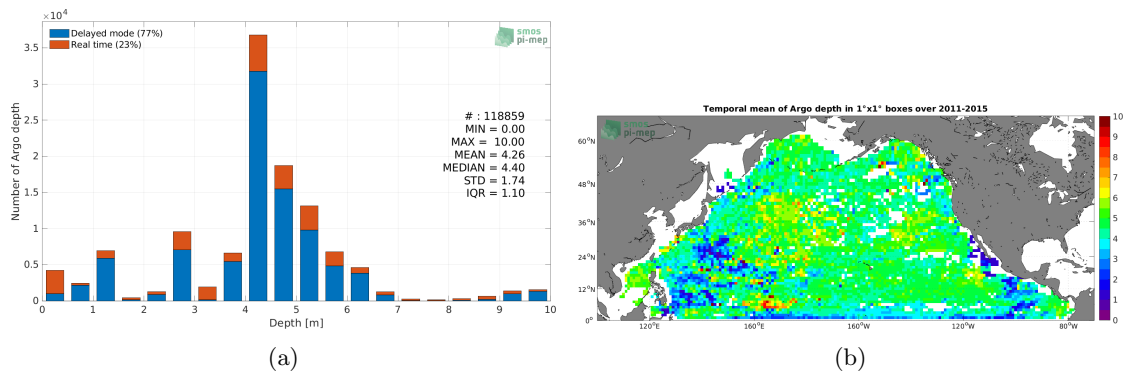 ×10⁴
Delayed mode (77%)
Real time (23%)
smos
pi-mep
3.5
3
2.5
2
1.5
1
0.5
0
Number of Argo depth
# : 118859
MIN = 0.00
MAX = 10.00
MEAN = 4.26
MEDIAN = 4.40
STD = 1.74
IQR = 1.10
0 1 2 3 4 5 6 7 8 9 10
Depth [m]
(a)
Temporal mean of Argo depth in 1°x1° boxes over 2011-2015
smos
pi-mep
60°N
48°N
36°N
24°N
12°N
0°
120°E 160°E 160°W 120°W 80°W
10
9
8
7
6
5
4
3
2
1
0
(b)